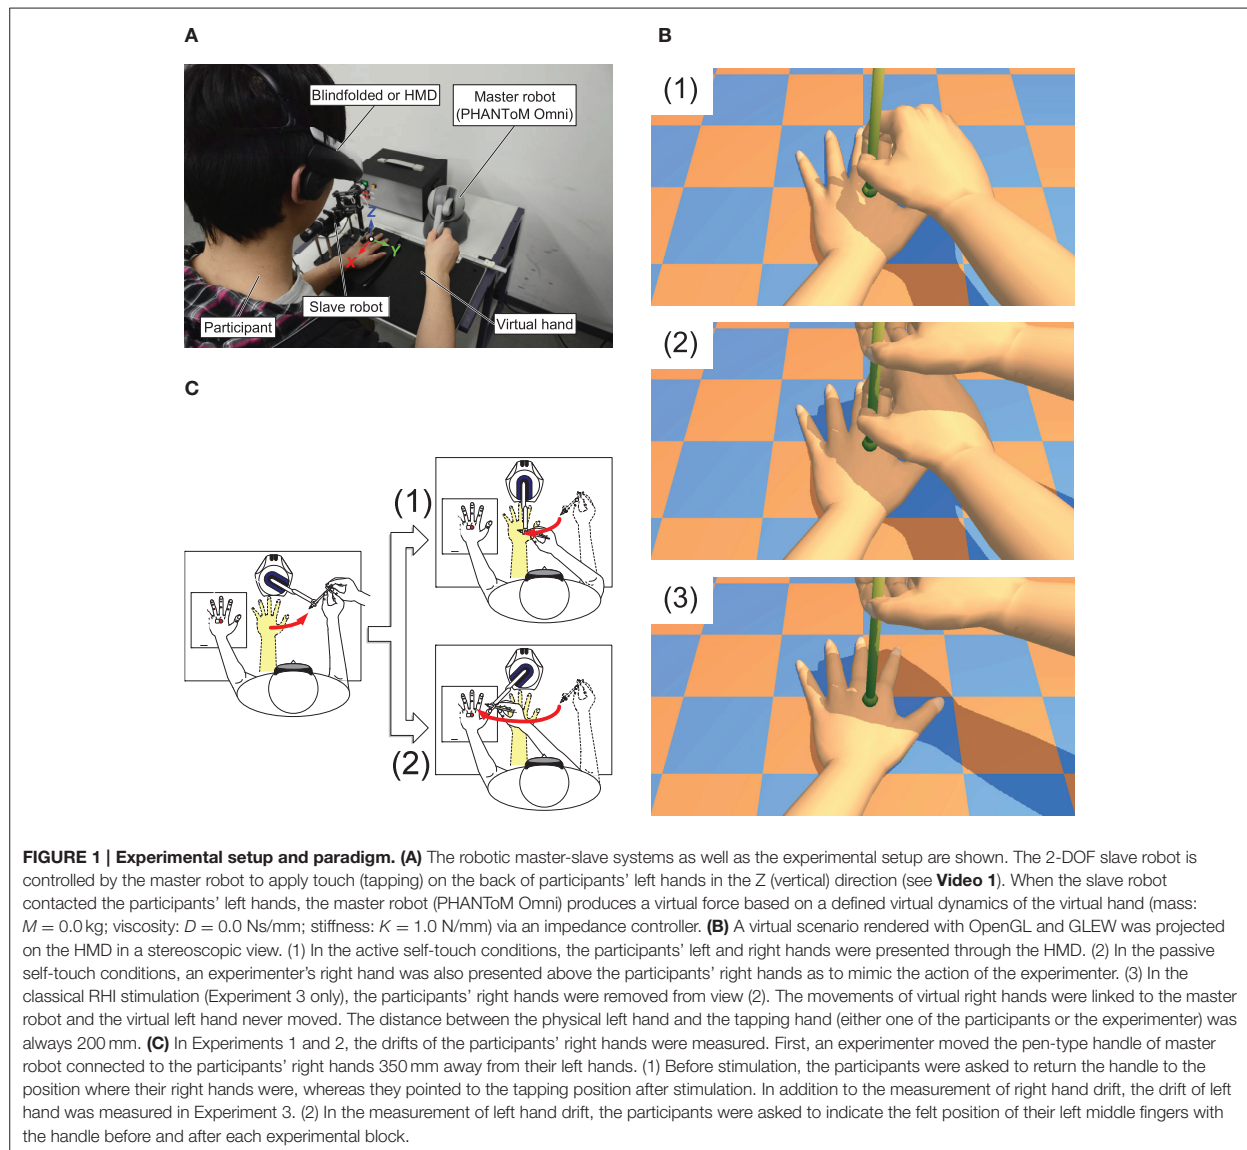 A
B
Blindfolded or HMD
Master robot
(PHANToM Omni)
Z
X
Y
Slave robot
Participant
Virtual hand
(1)
(2)
(3)
C
(1)
(2)
FIGURE 1 | Experimental setup and paradigm. (A) The robotic master-slave systems as well as the experimental setup are shown. The 2-DOF slave robot is
controlled by the master robot to apply touch (tapping) on the back of participants' left hands in the Z (vertical) direction (see Video 1). When the slave robot
contacted the participants' left hands, the master robot (PHANToM Omni) produces a virtual force based on a defined virtual dynamics of the virtual hand (mass:
M = 0.0 kg; viscosity: D = 0.0 Ns/mm; stiffness: K = 1.0 N/mm) via an impedance controller. (B) A virtual scenario rendered with OpenGL and GLEW was projected
on the HMD in a stereoscopic view. (1) In the active self-touch conditions, the participants' left and right hands were presented through the HMD. (2) In the passive
self-touch conditions, an experimenter's right hand was also presented above the participants' right hands as to mimic the action of the experimenter. (3) In the
classical RHI stimulation (Experiment 3 only), the participants' right hands were removed from view (2). The movements of virtual right hands were linked to the master
robot and the virtual left hand never moved. The distance between the physical left hand and the tapping hand (either one of the participants or the experimenter) was
always 200 mm. (C) In Experiments 1 and 2, the drifts of the participants' right hands were measured. First, an experimenter moved the pen-type handle of master
robot connected to the participants' right hands 350 mm away from their left hands. (1) Before stimulation, the participants were asked to return the handle to the
position where their right hands were, whereas they pointed to the tapping position after stimulation. In addition to the measurement of right hand drift, the drift of left
hand was measured in Experiment 3. (2) In the measurement of left hand drift, the participants were asked to indicate the felt position of their left middle fingers with
the handle before and after each experimental block.